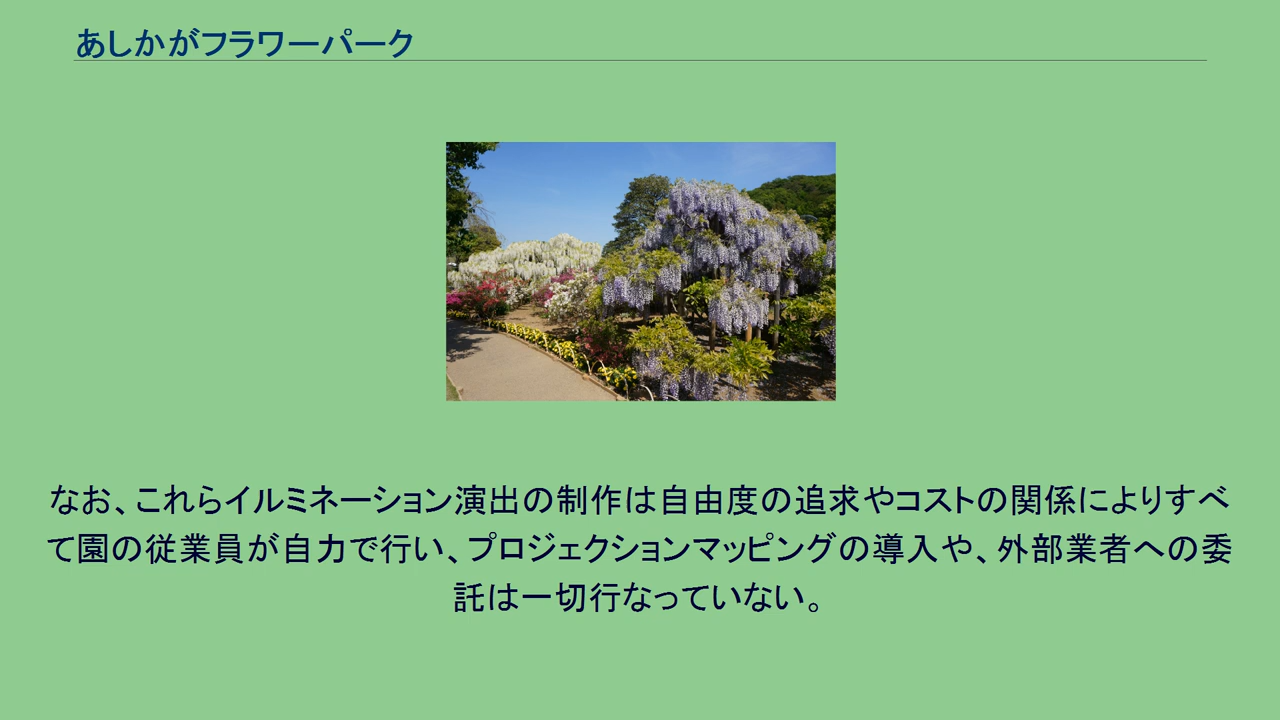 あしかがフラワーパーク
なお、これらイルミネーション演出の制作は自由度の追求やコストの関係によりすべ
て園の従業員が自力で行い、プロジェクションマッピングの導入や、外部業者への委
託は一切行なっていない。